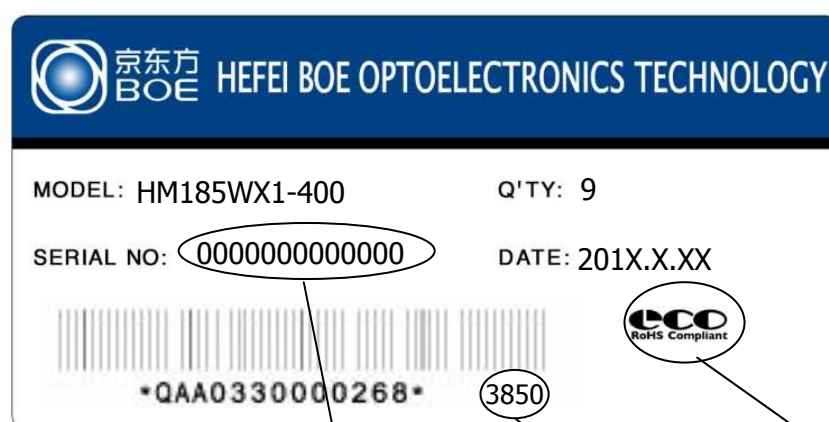 京东方
BOE HEFEI BOE OPTOELECTRONICS TECHNOLOGY
MODEL: HM185WX1-400 Q'TY: 9
SERIAL NO: 0000000000000 DATE: 201X.X.XX
eco
RoHS Compliant
*QAA0330000268* 3850